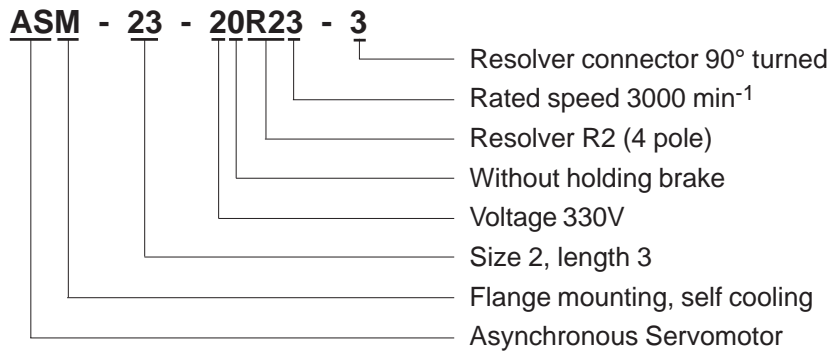 ASM - 23 - 20R23 - 3
Resolver connector 90° turned
Rated speed 3000 min-1
Resolver R2 (4 pole)
Without holding brake
Voltage 330V
Size 2, length 3
Flange mounting, self cooling
Asynchronous Servomotor